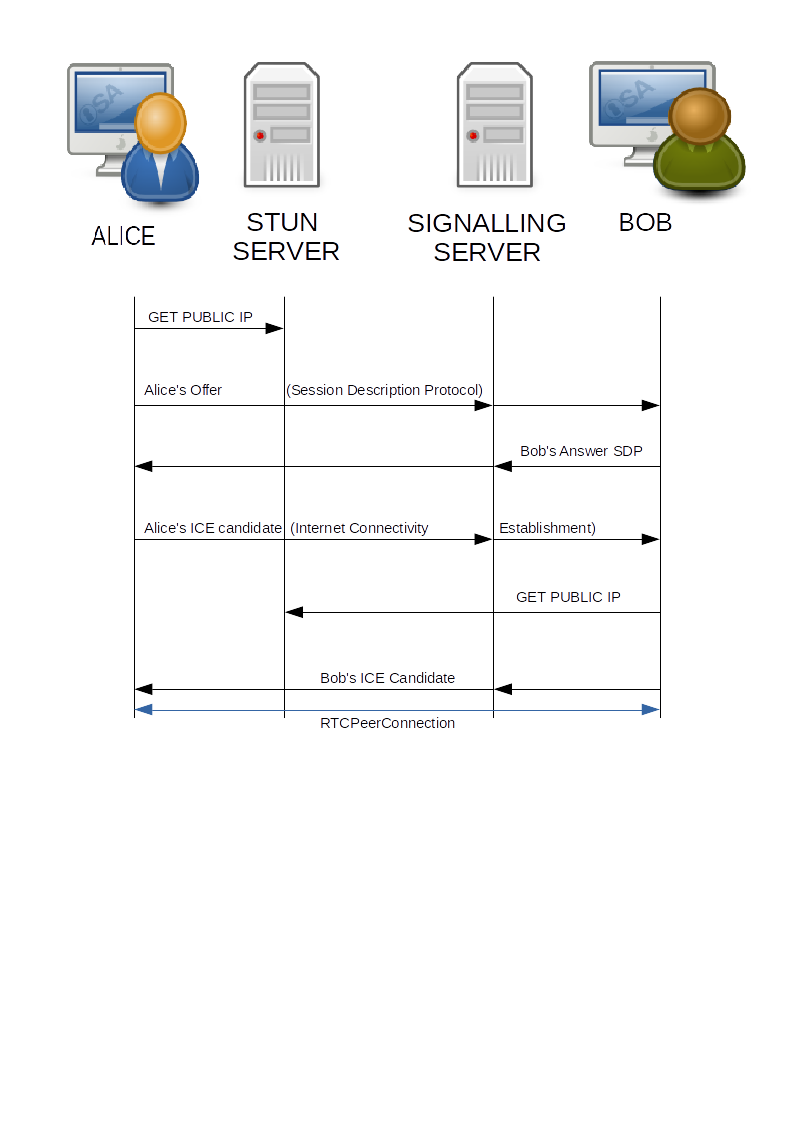 ALICE
STUN
SERVER
SIGNALLING
SERVER
BOB
GET PUBLIC IP
Alice's Offer (Session Description Protocol)
Bob's Answer SDP
Alice's ICE candidate (Internet Connectivity Establishment)
GET PUBLIC IP
Bob's ICE Candidate
RTCPeerConnection